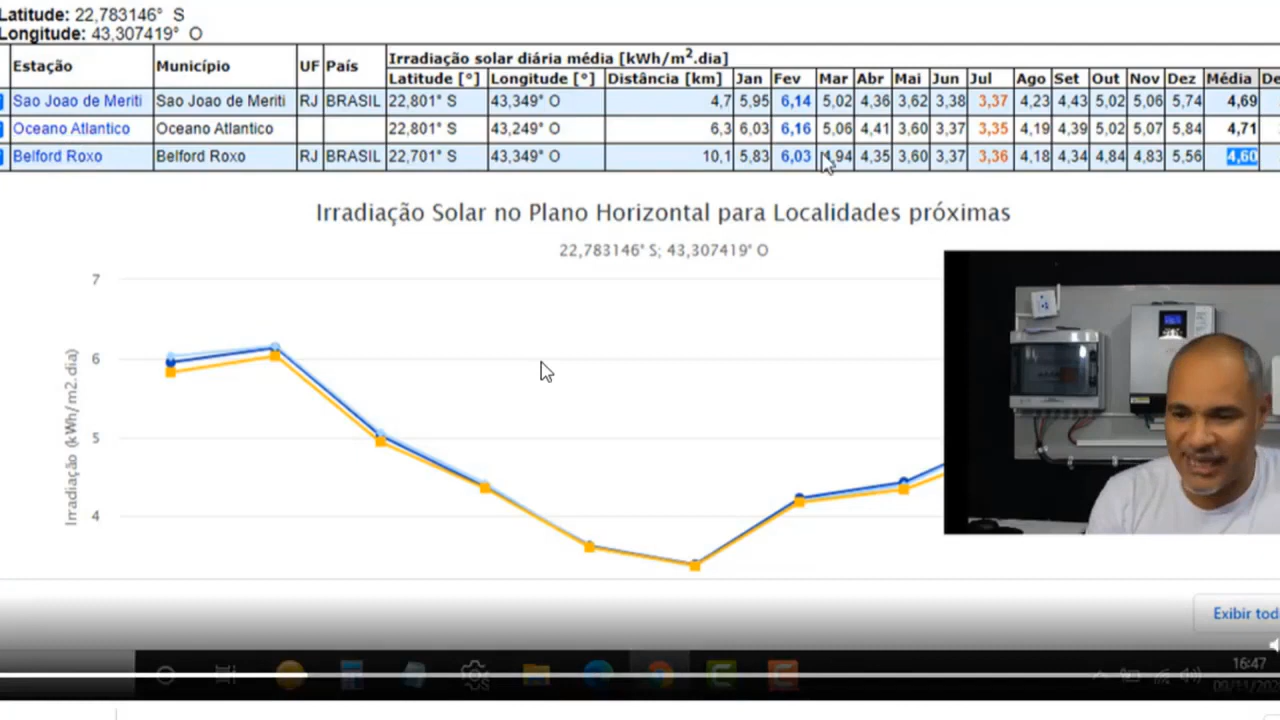 Latitude: 22,783146° S
Longitude: 43,307419° O
Estação Município UF País Irradiação solar diária média [kWh/m2.dia]
Latitude [°] Longitude [°] Distância [km] Jan Fev Mar Abr Mai Jun Jul Ago Set Out Nov Dez Média De
Sao Joao de Meriti Sao Joao de Meriti RJ BRASIL 22,801° S 43,349° O 4,7 5,95 6,14 5,02 4,36 3,62 3,38 3,37 4,23 4,43 5,02 5,06 5,74 4,69
Oceano Atlantico Oceano Atlantico 22,801° S 43,249° O 6,3 6,03 6,16 5,06 4,41 3,60 3,37 3,35 4,19 4,39 5,02 5,07 5,84 4,71
Belford Roxo Belford Roxo RJ BRASIL 22,701° S 43,349° O 10,1 5,83 6,03 4,94 4,35 3,60 3,37 3,36 4,18 4,34 4,84 4,83 5,56 4,60
Irradiação Solar no Plano Horizontal para Localidades próximas
22,783146° S; 43,307419° O
Irradiação (kWh/m2.dia)
7
6
5
4
Exibir tod
16:47